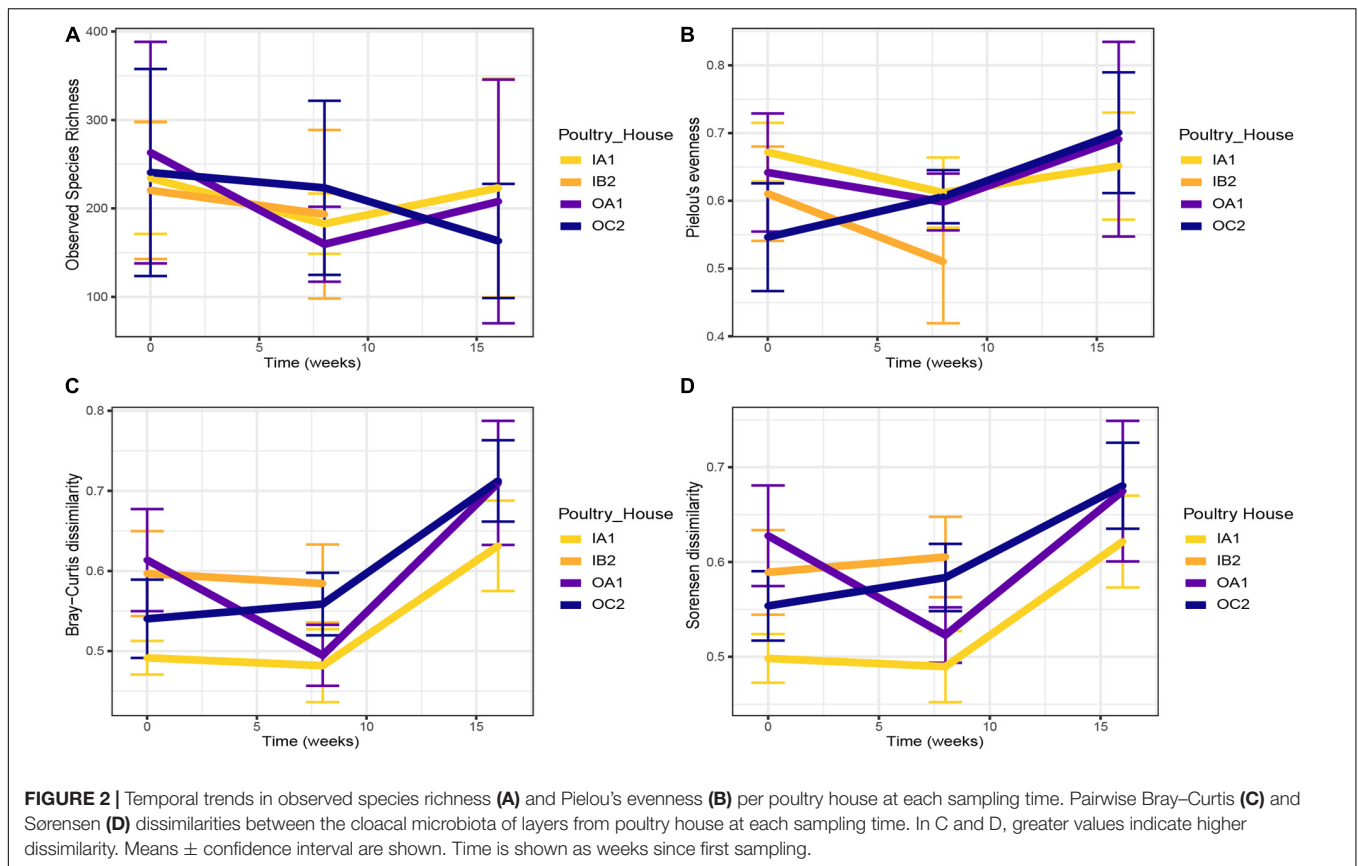 A
Observed Species Richness
400
300
200
100
0
5
10
15
Time (weeks)
Poultry_House
IA1
IB2
OA1
OC2
B
Pielou's evenness
0.8
0.7
0.6
0.5
0.4
0
5
10
15
Time (weeks)
Poultry_House
IA1
IB2
OA1
OC2
C
Bray−Curtis dissimilarity
0.8
0.7
0.6
0.5
0
5
10
15
Time (weeks)
Poultry_House
IA1
IB2
OA1
OC2
D
Sorensen dissimilarity
0.7
0.6
0.5
0
5
10
15
Time (weeks)
Poultry House
IA1
IB2
OA1
OC2
FIGURE 2 | Temporal trends in observed species richness (A) and Pielou's evenness (B) per poultry house at each sampling time. Pairwise Bray–Curtis (C) and
Sørensen (D) dissimilarities between the cloacal microbiota of layers from poultry house at each sampling time. In C and D, greater values indicate higher
dissimilarity. Means ± confidence interval are shown. Time is shown as weeks since first sampling.